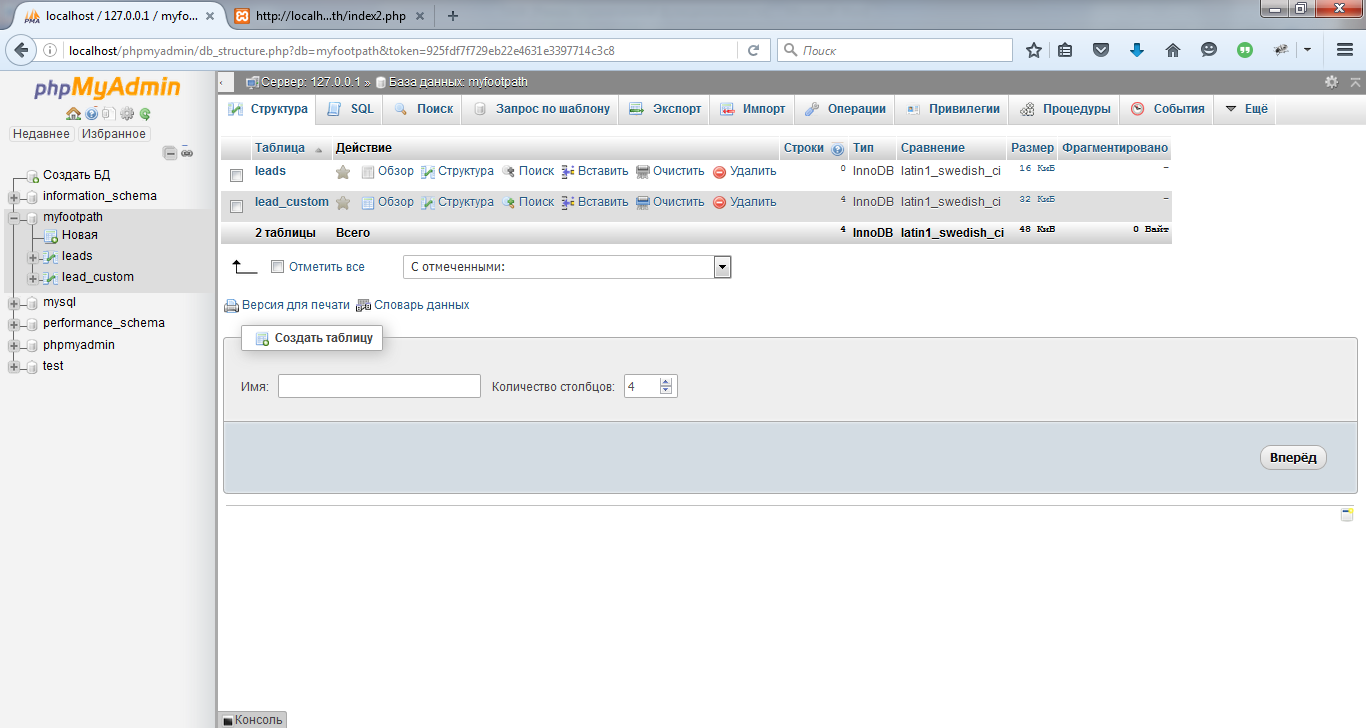 localhost / 127.0.0.1 / myfo... http://localh...th/index2.php
localhost/phpmyadmin/db_structure.php?db=myfootpath&token=925fdf7f729eb22e4631e3397714c3c8 Поиск
phpMyAdmin
Недавнее Избранное
Создать БД
information_schema
myfootpath
Новая
leads
lead_custom
mysql
performance_schema
phpmyadmin
test
Сервер: 127.0.0.1 » База данных: myfootpath
Структура SQL Поиск Запрос по шаблону Экспорт Импорт Операции Привилегии Процедуры События Ещё
Таблица Действие Строки Тип Сравнение Размер Фрагментировано
leads Обзор Структура Поиск Вставить Очистить Удалить 0 InnoDB latin1_swedish_ci 16 КиБ -
lead_custom Обзор Структура Поиск Вставить Очистить Удалить 4 InnoDB latin1_swedish_ci 32 КиБ -
2 таблицы Всего 4 InnoDB latin1_swedish_ci 48 КиБ 0 Байт
Отметить все С отмеченными:
Версия для печати Словарь данных
Создать таблицу
Имя: Количество столбцов: 4
Вперёд
Консоль